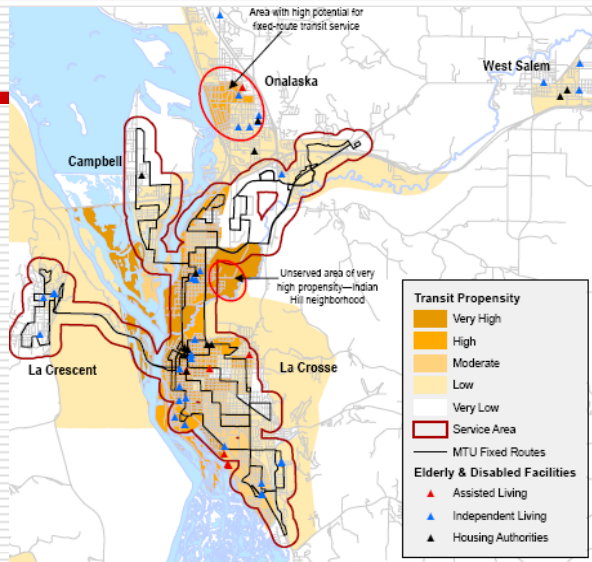 Area with high potential for
fixed-route transit service
Onalaska
West Salem
Campbell
Unserved area of very
high propensity—Indian
Hill neighborhood
La Crescent
La Crosse
Transit Propensity
Very High
High
Moderate
Low
Very Low
Service Area
MTU Fixed Routes
Elderly & Disabled Facilities
Assisted Living
Independent Living
Housing Authorities